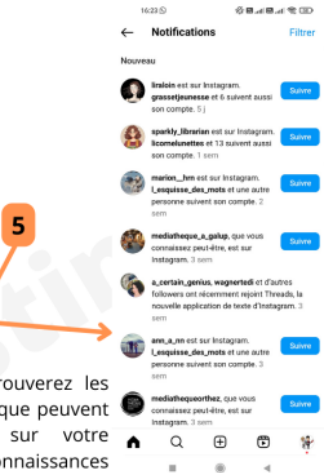 16:23
Notifications
Filtrer
Nouveau
liraloin est sur Instagram.
grassetjeunesse et 6 suivent aussi
son compte. 5 j
Suivre
sparkly_librarian est sur Instagram.
licornelunettes et 13 suivent aussi
son compte. 1 sem
Suivre
marion__hm est sur Instagram.
l_esquisse_des_mots et une autre
personne suivent son compte. 2
sem
Suivre
mediatheque_a_galup, que vous
connaissez peut-être, est sur
Instagram. 3 sem
Suivre
a_certain_genius, wagnertedi et d'autres
followers ont récemment rejoint Threads, la
nouvelle application de texte d'Instagram. 3
sem
ann_a_nn est sur Instagram.
l_esquisse_des_mots et une autre
personne suivent son compte. 3
sem
Suivre
mediathequeorthez, que vous
connaissez peut-être, est sur
Instagram. 3 sem
Suivre
5
rouverez les
que peuvent
sur votre
onnaissances